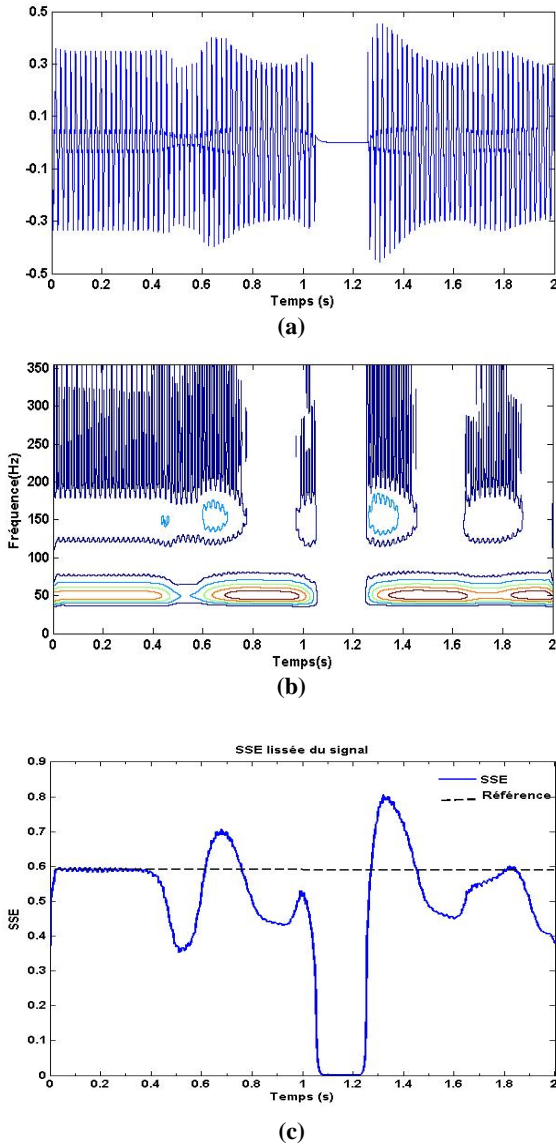 0.5
0.3
0.1
-0.1
-0.3
-0.5
0 0.2 0.4 0.6 0.8 1 1.2 1.4 1.6 1.8 2
Temps (s)
(a)
350
300
250
200
150
100
50
0
Fréquence(Hz)
0 0.2 0.4 0.6 0.8 1 1.2 1.4 1.6 1.8 2
Temps(s)
(b)
SSE lissée du signal
0.9
0.8
0.7
0.6
0.5
0.4
0.3
0.2
0.1
0
SSE
SSE
Référence
0 0.2 0.4 0.6 0.8 1 1.2 1.4 1.6 1.8 2
Temps (s)
(c)